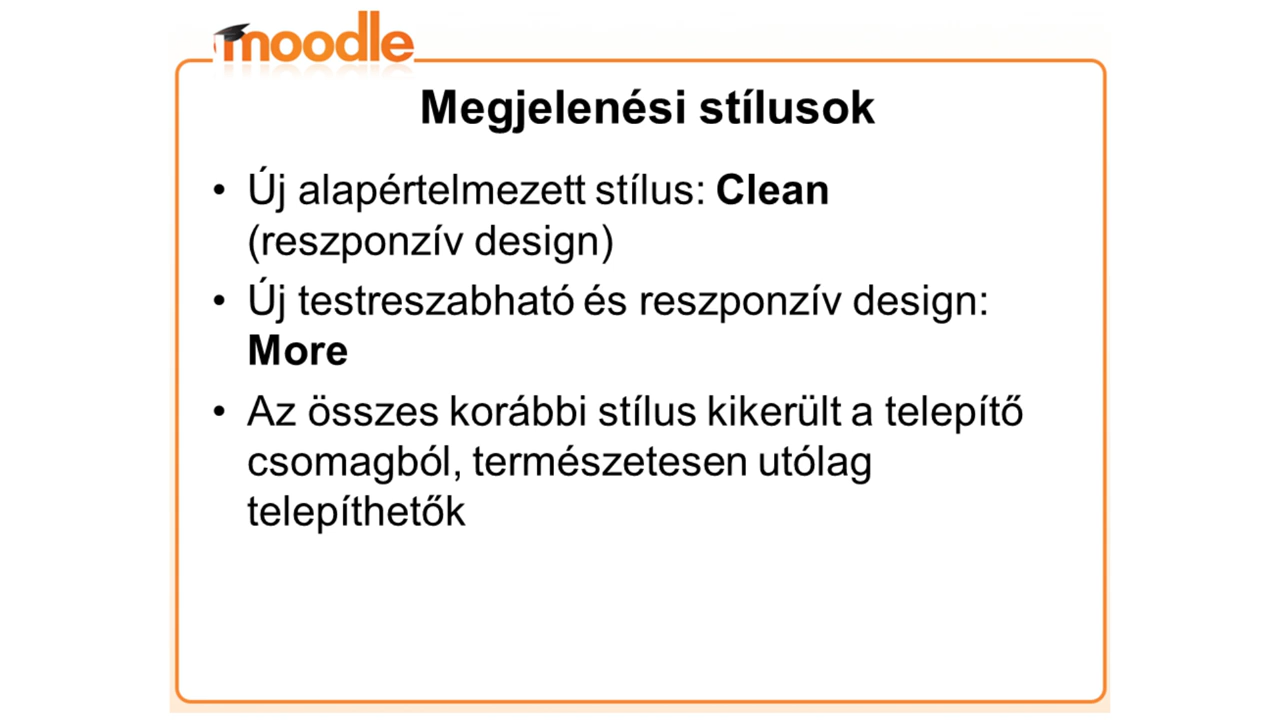 moodle
Megjelenési stílusok
• Új alapértelmezett stílus: Clean
(reszponzív design)
• Új testreszabható és reszponzív design:
More
• Az összes korábbi stílus kikerült a telepítő
csomagból, természetesen utólag
telepíthetők